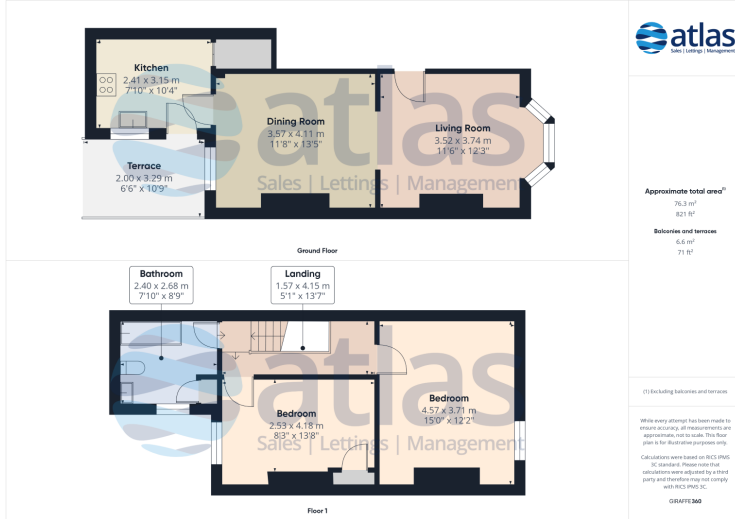 Kitchen
2.41 x 3.15 m
7'10" x 10'4"
Dining Room
3.57 x 4.11 m
11'8" x 13'5"
Living Room
3.52 x 3.74 m
11'6" x 12'3"
Terrace
2.00 x 3.29 m
6'6" x 10'9"
atlas
Sales | Lettings | Management
Ground Floor
Bathroom
2.40 x 2.68 m
7'10" x 8'9"
Landing
1.57 x 4.15 m
5'1" x 13'7"
Bedroom
2.53 x 4.18 m
8'3" x 13'8"
Bedroom
4.57 x 3.71 m
15'0" x 12'2"
atlas
Sales | Lettings | Management
Floor 1
atlas
Sales | Lettings | Management
Approximate total area(1)
76.3 m²
821 ft²
Balconies and terraces
6.6 m²
71 ft²
(1) Excluding balconies and terraces
While every attempt has been made to
ensure accuracy, all measurements are
approximate, not to scale. This floor
plan is for illustrative purposes only.
Calculations were based on RICS IPMS
3C standard. Please note that
calculations were adjusted by a third
party and therefore may not comply
with RICS IPMS 3C.
GIRAFFE360